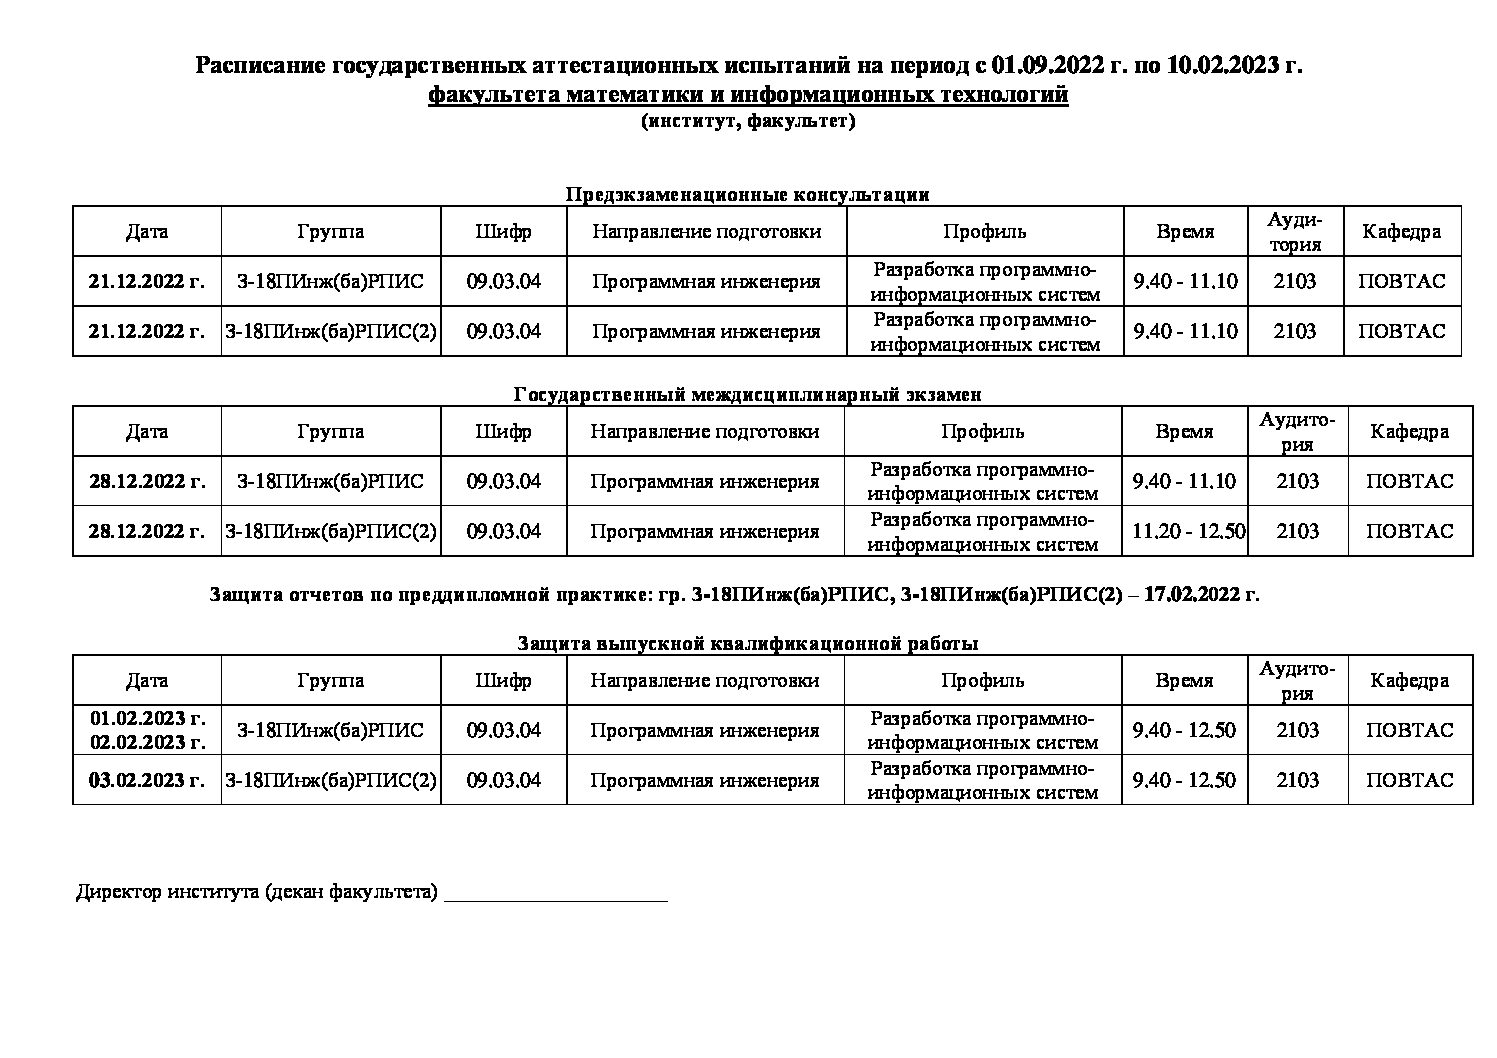 Расписание государственных аттестационных испытаний на период с 01.09.2022 г. по 10.02.2023 г.
факультета математики и информационных технологий
(институт, факультет)
Предэкзаменационные консультации
Дата Группа Шифр Направление подготовки Профиль Время Ауди-тория Кафедра
21.12.2022 г. З-18ПИнж(ба)РПИС 09.03.04 Программная инженерия Разработка программно-информационных систем 9.40 - 11.10 2103 ПОВТАС
21.12.2022 г. З-18ПИнж(ба)РПИС(2) 09.03.04 Программная инженерия Разработка программно-информационных систем 9.40 - 11.10 2103 ПОВТАС
Государственный междисциплинарный экзамен
Дата Группа Шифр Направление подготовки Профиль Время Аудито-рия Кафедра
28.12.2022 г. З-18ПИнж(ба)РПИС 09.03.04 Программная инженерия Разработка программно-информационных систем 9.40 - 11.10 2103 ПОВТАС
28.12.2022 г. З-18ПИнж(ба)РПИС(2) 09.03.04 Программная инженерия Разработка программно-информационных систем 11.20 - 12.50 2103 ПОВТАС
Защита отчетов по преддипломной практике: гр. З-18ПИнж(ба)РПИС, З-18ПИнж(ба)РПИС(2) – 17.02.2022 г.
Защита выпускной квалификационной работы
Дата Группа Шифр Направление подготовки Профиль Время Аудито-рия Кафедра
01.02.2023 г. 02.02.2023 г. З-18ПИнж(ба)РПИС 09.03.04 Программная инженерия Разработка программно-информационных систем 9.40 - 12.50 2103 ПОВТАС
03.02.2023 г. З-18ПИнж(ба)РПИС(2) 09.03.04 Программная инженерия Разработка программно-информационных систем 9.40 - 12.50 2103 ПОВТАС
Директор института (декан факультета) _____________________